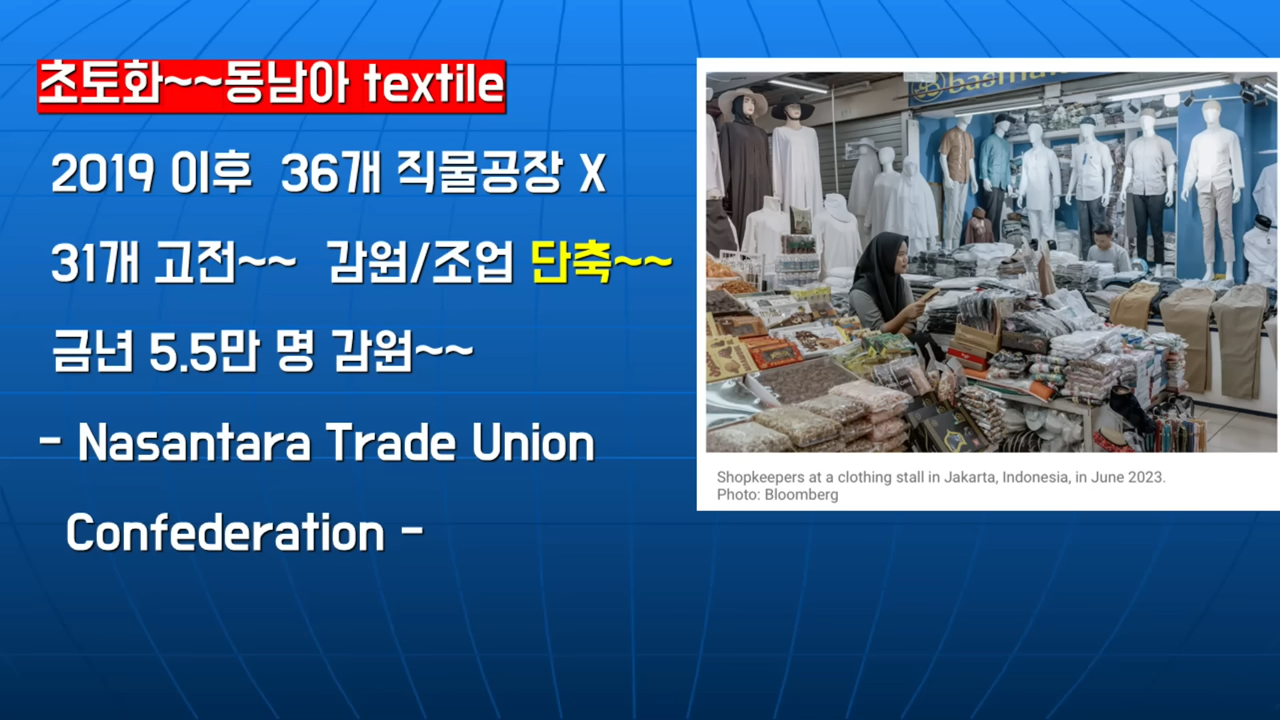 초토화~~동남아 textile
2019 이후 36개 직물공장 X
31개 고전~~ 감원/조업 단축~~
금년 5.5만 명 감원~~
- Nasantara Trade Union
Confederation -
Shopkeepers at a clothing stall in Jakarta, Indonesia, in June 2023.
Photo: Bloomberg